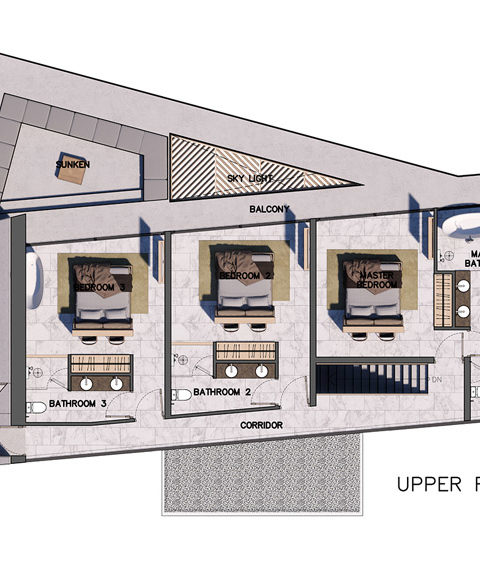 SUNKEN
SKY LIGHT
BALCONY
BEDROOM 3
BEDROOM 2
MASTER
BEDROOM
DN
BATHROOM 3
BATHROOM 2
CORRIDOR
UPPER